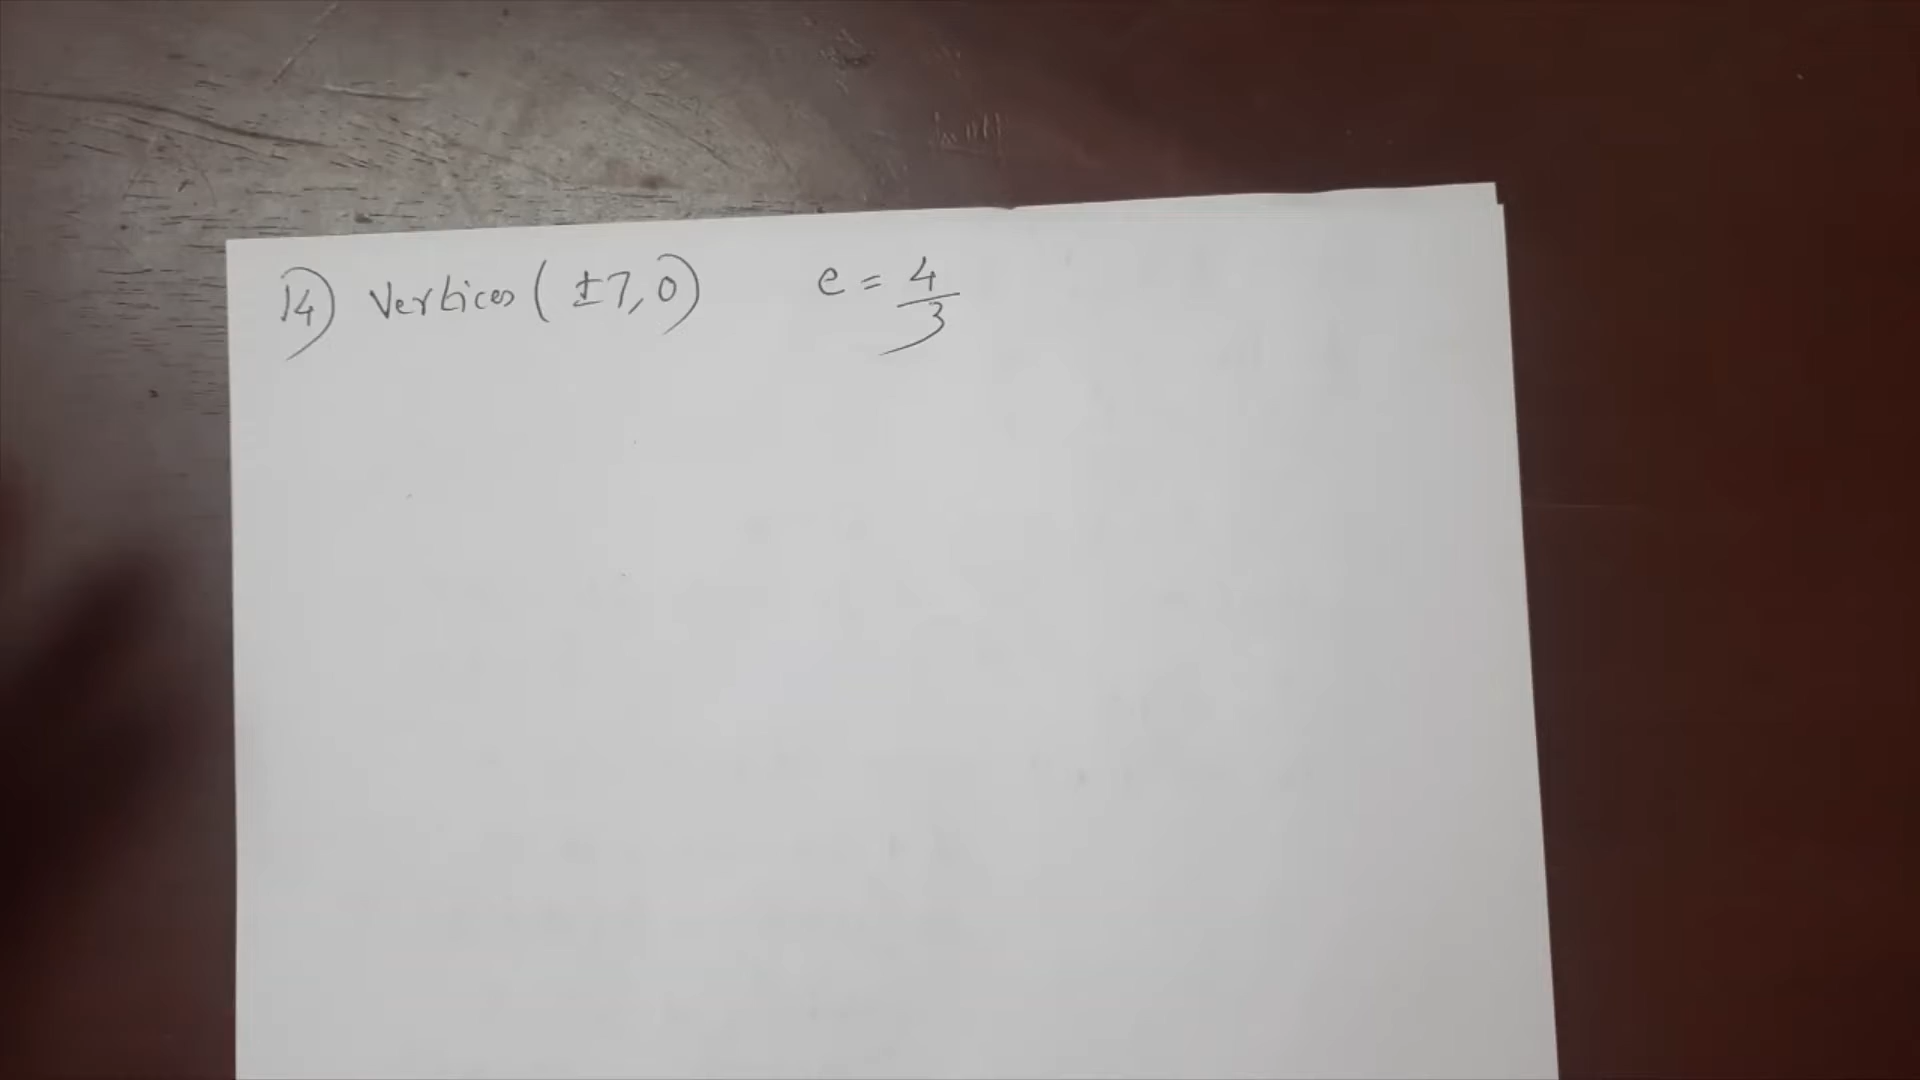 14) Vertices (±7,0) e = 4/3